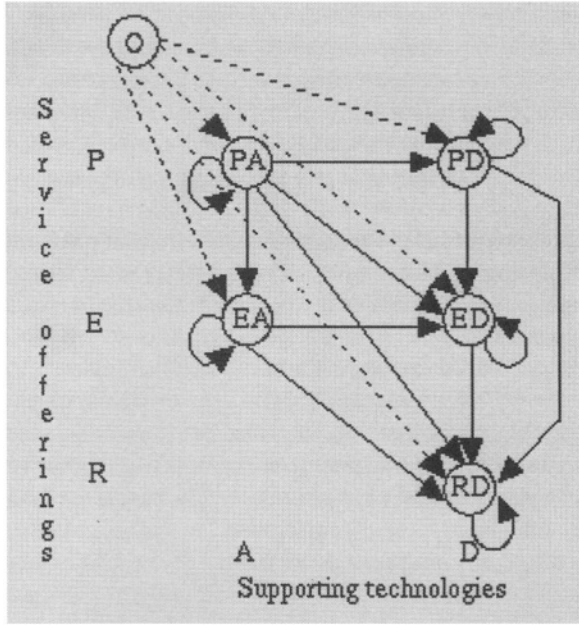 O
Service offerings
P
PA
PD
E
EA
ED
R
RD
A
D
Supporting technologies